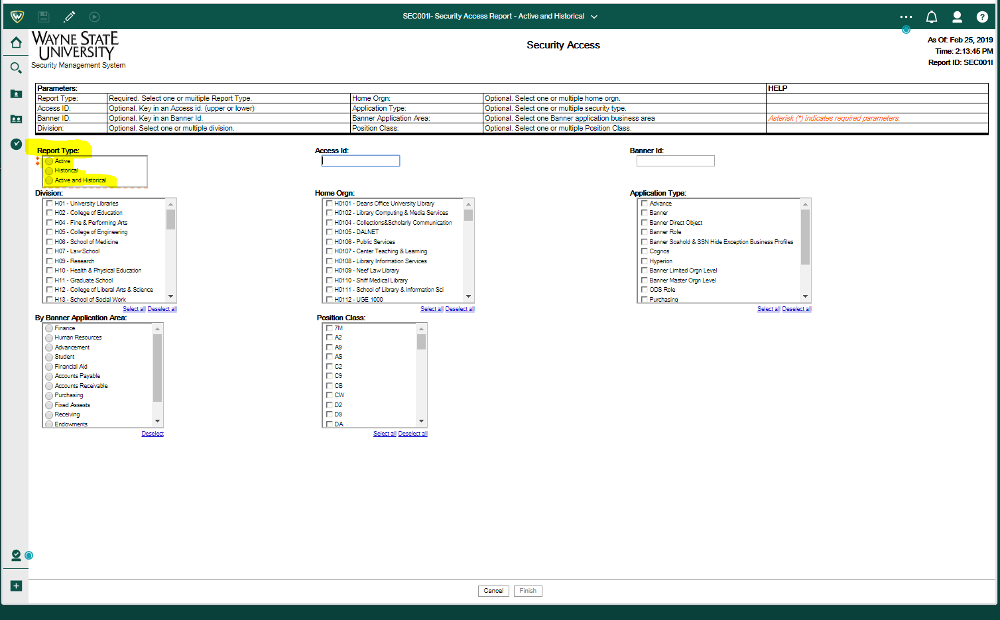 SEC001I- Security Access Report - Active and Historical
WAYNE STATE
UNIVERSITY
Security Management System
Security Access
As Of: Feb 25, 2019
Time: 2:13:45 PM
Report ID: SEC001I
Parameters: HELP
Report Type: Required. Select one or multiple Report Type. Home Orgn: Optional. Select one or multiple home orgn.
Access ID: Optional. Key in an Access id. (upper or lower) Application Type: Optional. Select one or multiple security type.
Banner ID: Optional. Key in an Banner Id. Banner Application Area: Optional. Select one Banner application business area Asterisk (*) indicates required parameters.
Division: Optional. Select one or multiple division. Position Class: Optional. Select one or multiple Position Class.
Report Type:
Active
Historical
Active and Historical
Access Id:
Banner Id:
Division:
H01 - University Libraries
H02 - College of Education
H04 - Fine & Performing Arts
H05 - College of Engineering
H06 - School of Medicine
H07 - Law School
H09 - Research
H10 - Health & Physical Education
H11 - Graduate School
H12 - College of Liberal Arts & Science
H13 - School of Social Work
Select all Deselect all
Home Orgn:
H0101 - Deans Office University Library
H0102 - Library Computing & Media Services
H0104 - Collections&Scholarly Communication
H0105 - DALNET
H0106 - Public Services
H0107 - Center Teaching & Learning
H0108 - Library Information Services
H0109 - Neef Law Library
H0110 - Shiff Medical Library
H0111 - School of Library & Information Sci
H0112 - UGE 1000
Select all Deselect all
Application Type:
Advance
Banner
Banner Direct Object
Banner Role
Banner Soahold & SSN Hide Exception Business Profiles
Cognos
Hyperion
Banner Limited Orgn Level
Banner Master Orgn Level
ODS Role
Purchasing
Select all Deselect all
By Banner Application Area:
Finance
Human Resources
Advancement
Student
Financial Aid
Accounts Payable
Accounts Receivable
Purchasing
Fixed Assests
Receiving
Endowments
Deselect
Position Class:
7M
A2
A9
AS
C2
C9
CB
CW
D2
D9
DA
Select all Deselect all
Cancel Finish